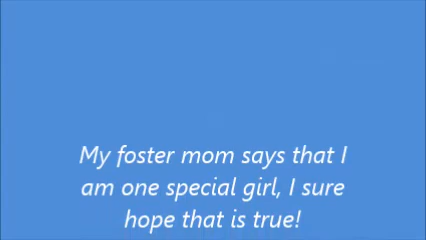 My foster mom says that I
am one special girl, I sure
hope that is true!